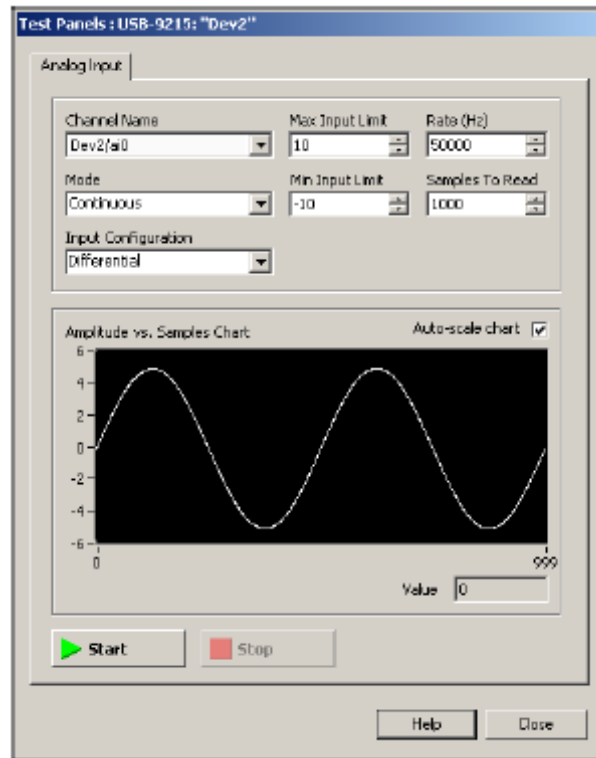 Test Panels : USB-9215: "Dev2"
Analog Input
Channel Name
Max Input Limit
Rate (Hz)
Dev2/ai0
10
50000
Mode
Min Input Limit
Samples To Read
Continuous
-10
1000
Input Configuration
Differential
Amplitude vs. Samples Chart
Auto-scale chart
6
4
2
0
-2
-4
-6
0
999
Value
0
Start
Stop
Help
Close